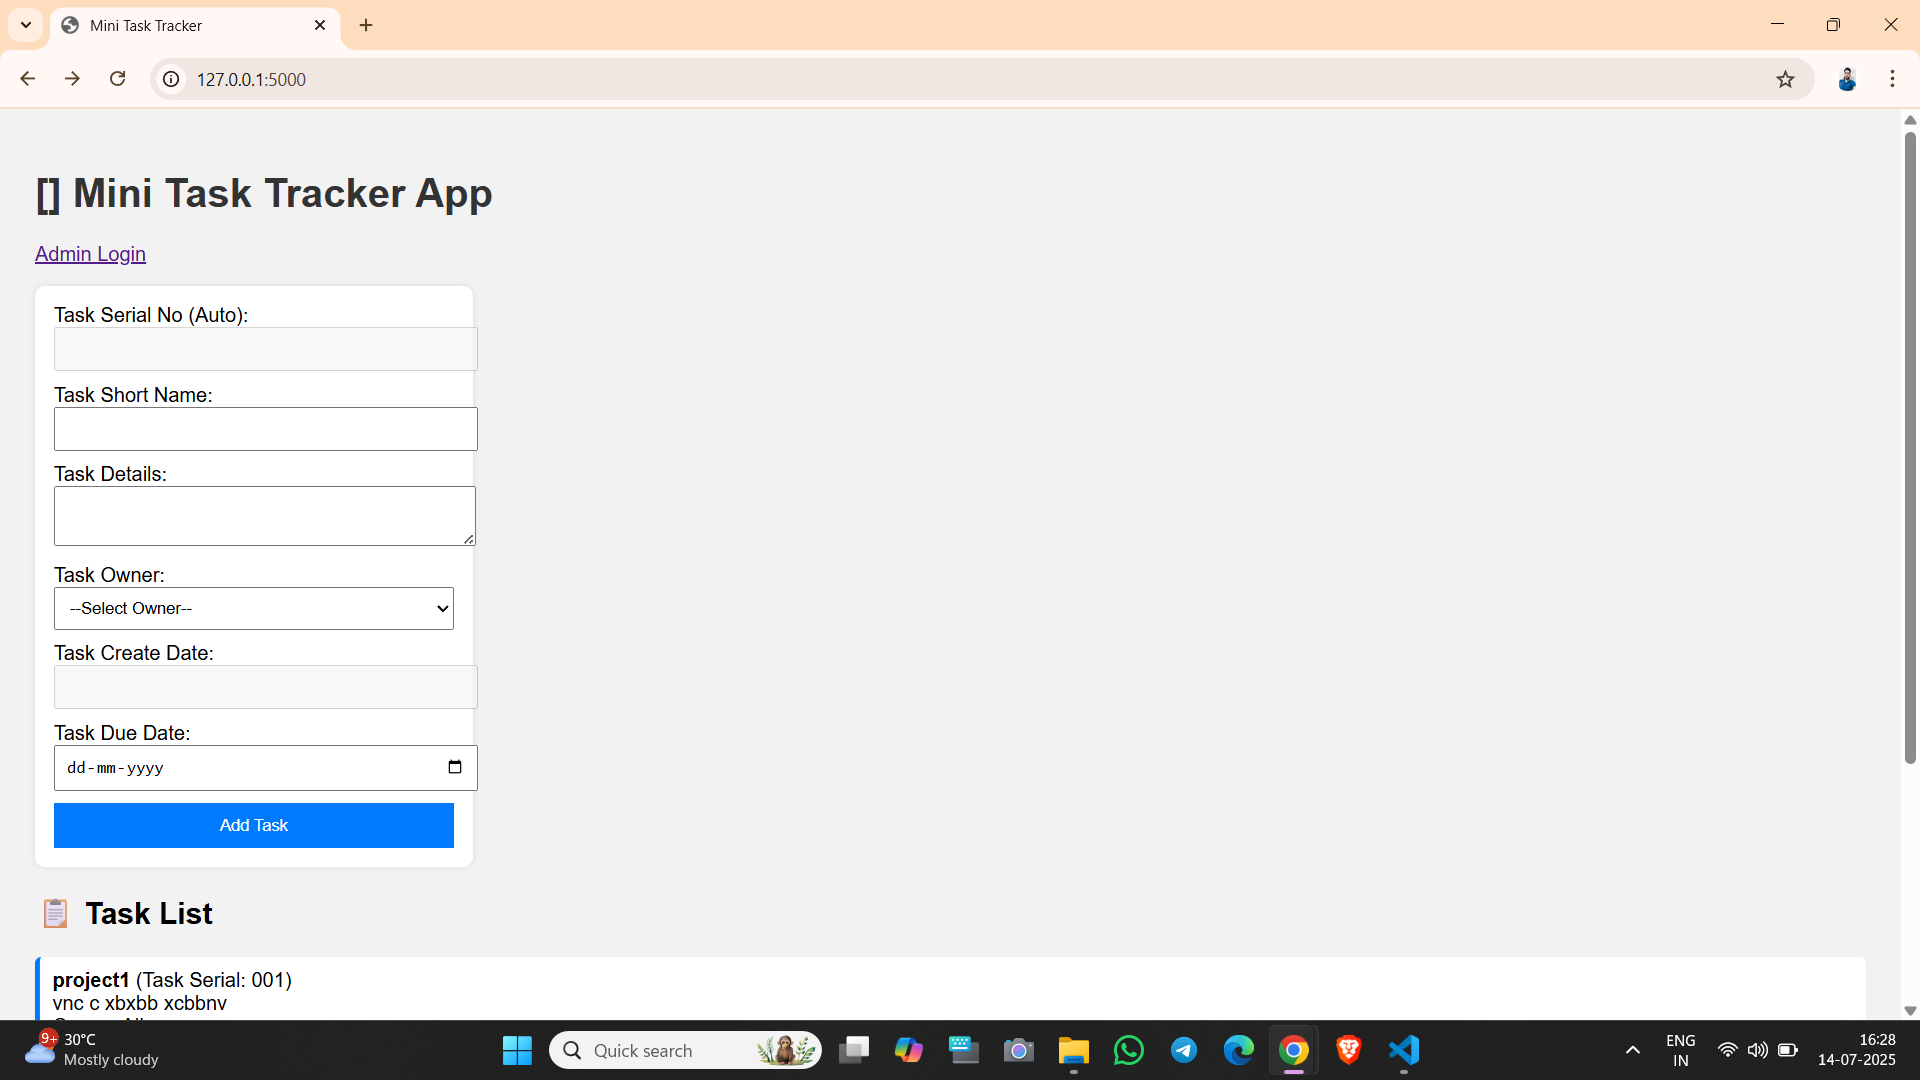 Mini Task Tracker
127.0.0.1:5000
[] Mini Task Tracker App
Admin Login
Task Serial No (Auto):
Task Short Name:
Task Details:
Task Owner:
--Select Owner--
Task Create Date:
Task Due Date:
dd-mm-yyyy
Add Task
📋 Task List
project1 (Task Serial: 001)
vnc c xbxbb xcbbnv
9+
30°C
Mostly cloudy
Quick search
ENG
IN
16:28
14-07-2025